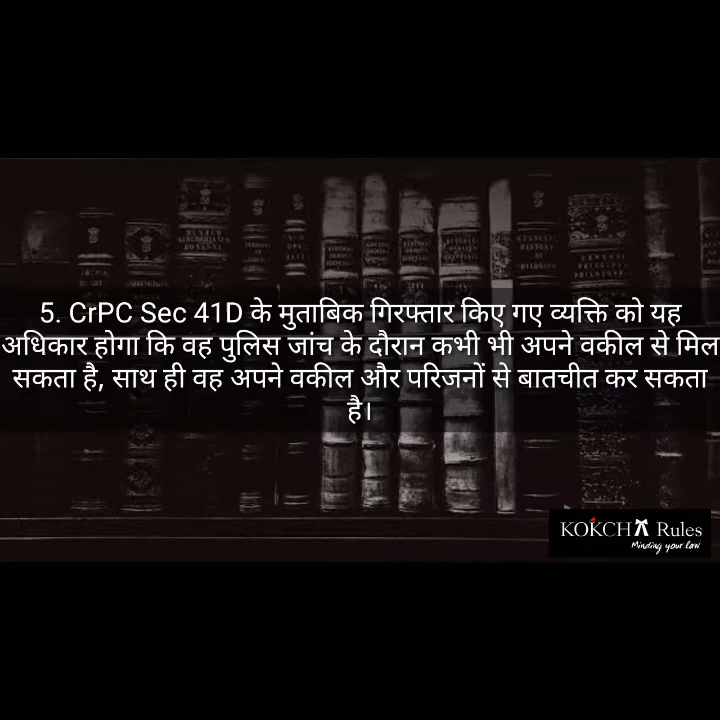 5. CrPC Sec 41D के मुताबिक गिरफ्तार किए गए व्यक्ति को यह
अधिकार होगा कि वह पुलिस जांच के दौरान कभी भी अपने वकील से मिल
सकता है, साथ ही वह अपने वकील और परिजनों से बातचीत कर सकता
है।
KOKCHA Rules
Minding your law